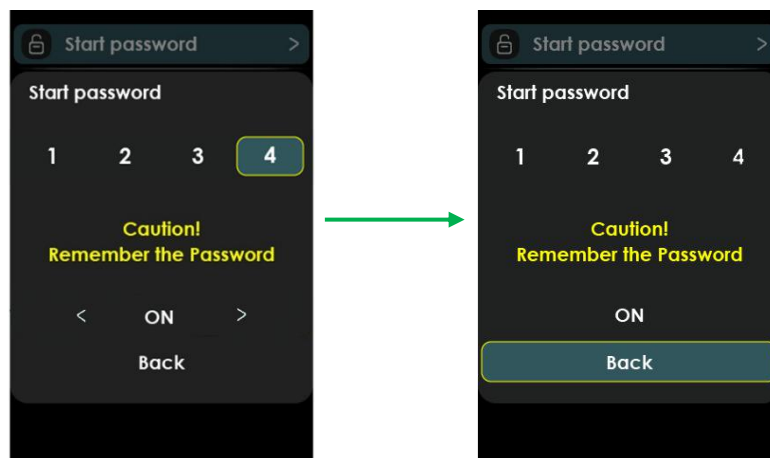 Start password >
Start password
1 2 3 4
Caution!
Remember the Password
< ON >
Back
Start password >
Start password
1 2 3 4
Caution!
Remember the Password
ON
Back